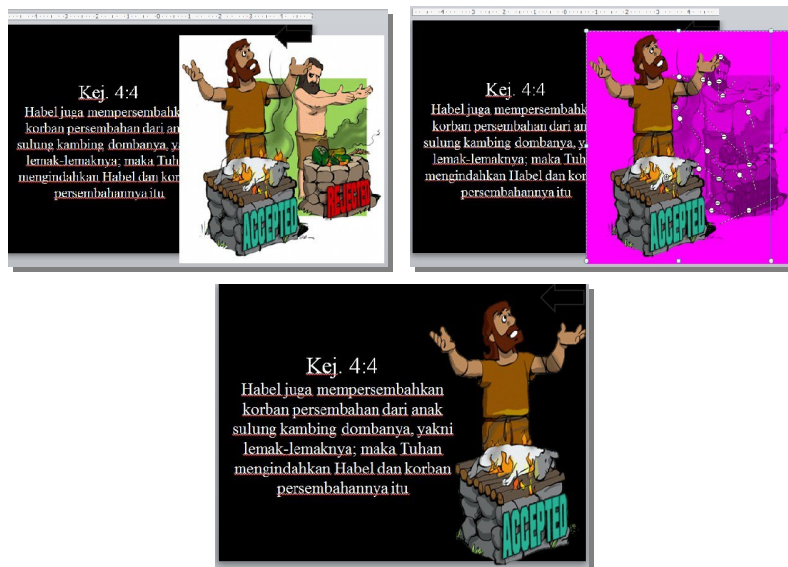 Kej. 4:4
Habel juga mempersembahk
korban persembahan dari an
sulung kambing dombanya, ya
lemak-lemaknya; maka Tuh
mengindahkan Habel dan kor
persembahannya itu
ACCEPTED
REJECTED
Kej. 4:4
Habel juga mempersembahk
korban persembahan dari an
sulung kambing dombanya, ya
lemak-lemaknya; maka Tuh
mengindahkan Habel dan kor
persembahannya itu
ACCEPTED
Kej. 4:4
Habel juga mempersembahkan
korban persembahan dari anak
sulung kambing dombanya, yakni
lemak-lemaknya; maka Tuhan
mengindahkan Habel dan korban
persembahannya itu
ACCEPTED